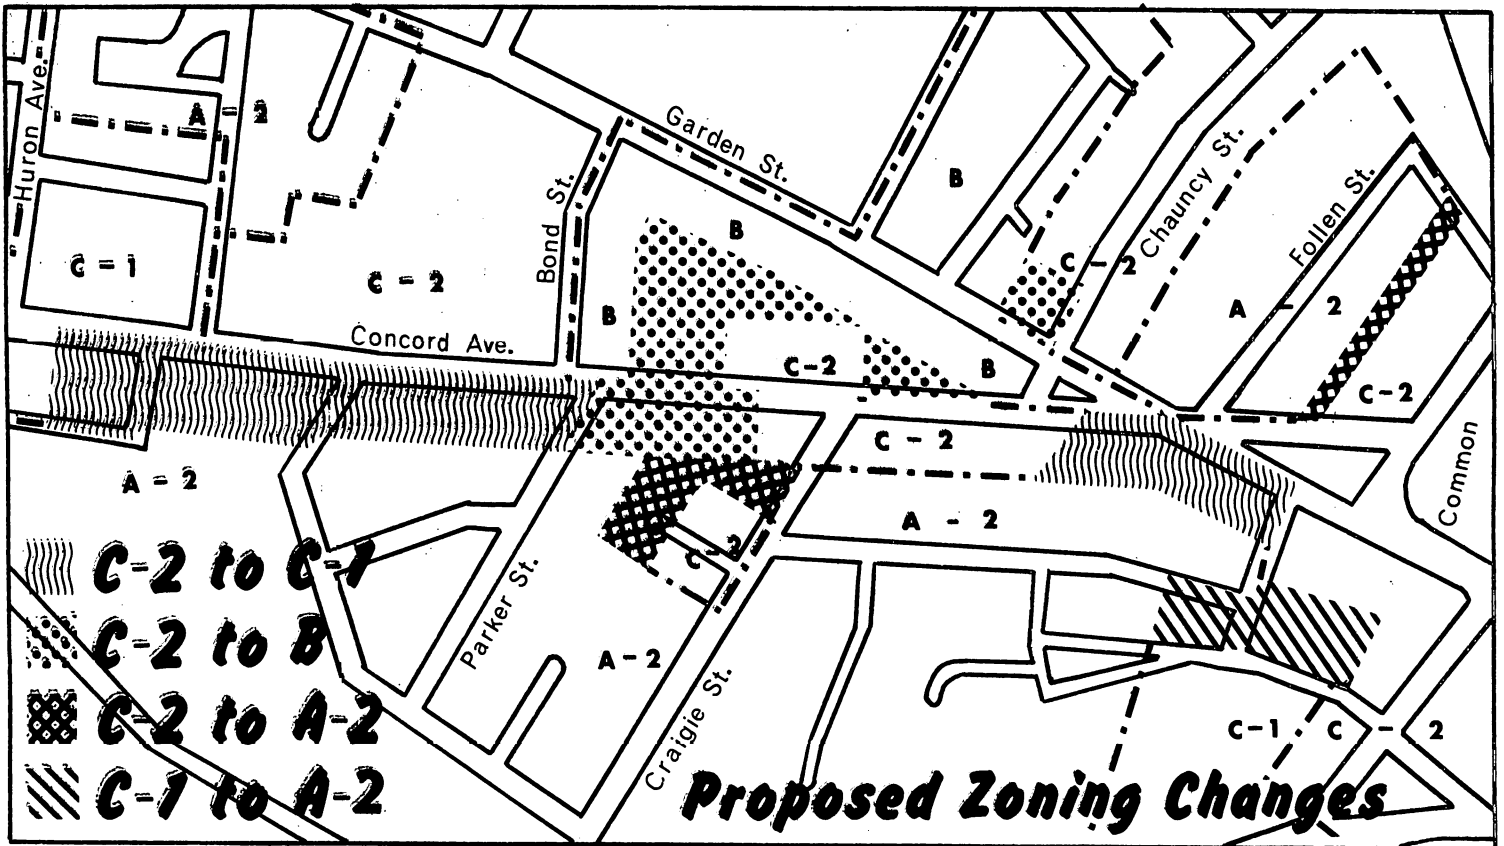 Huron Ave.
A-2
Garden St.
B
Chauncy St.
Follen St.
Bond St.
B
C-2
C-1
C-2
B
A-2
Concord Ave.
C-2
B
C-2
C-2
Common
A-2
A-2
C-2
C-2 to C-1
Parker St.
C-2 to B
A-2
Craigie St.
C-2 to A-2
C-1
C-2
C-1 to A-2
Proposed Zoning Changes